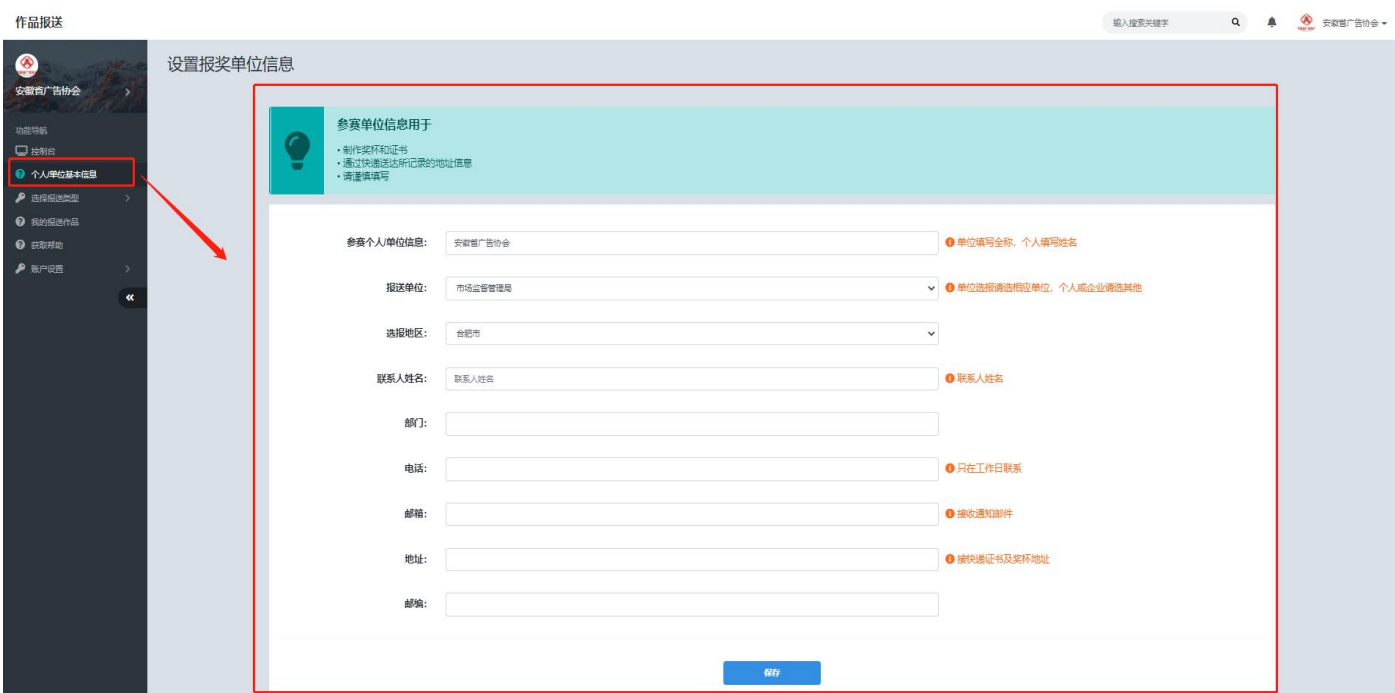 作品报送
输入搜索关键字
安徽省广告协会
安徽省广告协会
功能导航
控制台
个人/单位基本信息
选择报送类型
我的报送作品
获取帮助
账户设置
设置报奖单位信息
参赛单位信息用于
• 制作奖杯和证书
• 通过快递送达所记录的地址信息
• 请谨慎填写
参赛个人/单位信息: 安徽省广告协会 单位填写全称，个人填写姓名
报送单位: 市场监督管理局 单位选报请选相应单位，个人或企业请选其他
选报地区: 合肥市
联系人姓名: 联系人姓名 联系人姓名
部门:
电话: 只在工作日联系
邮箱: 接收通知邮件
地址: 接快递证书及奖杯地址
邮编:
保存